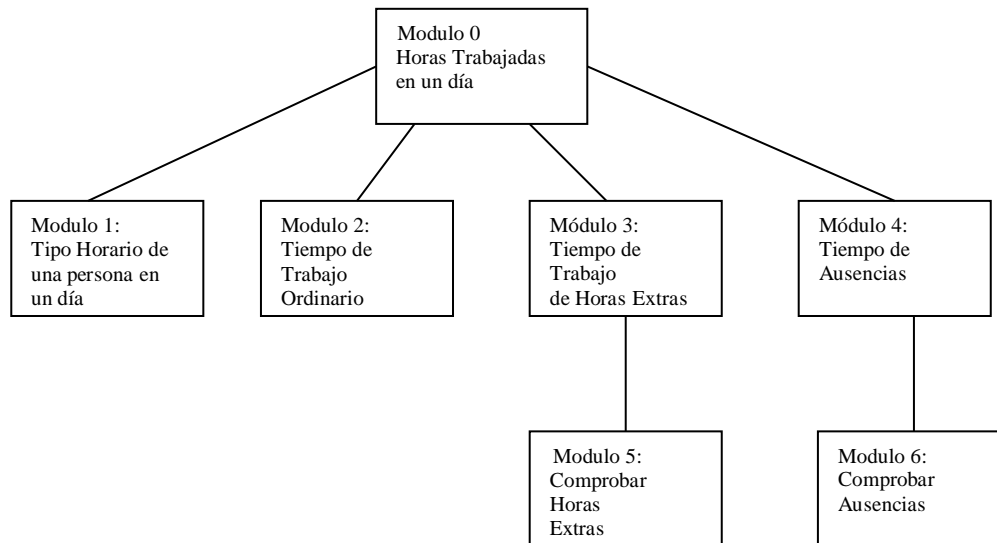 Modulo 0
Horas Trabajadas
en un día
Modulo 1:
Tipo Horario de
una persona en
un día
Modulo 2:
Tiempo de
Trabajo
Ordinario
Módulo 3:
Tiempo de
Trabajo
de Horas Extras
Módulo 4:
Tiempo de
Ausencias
Modulo 5:
Comprobar
Horas
Extras
Modulo 6:
Comprobar
Ausencias